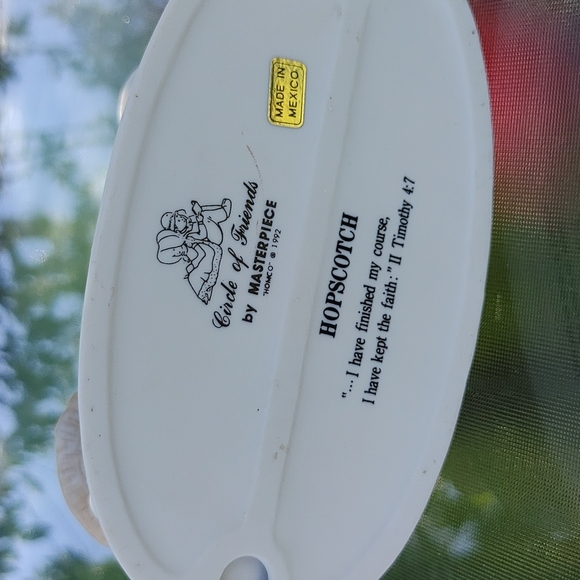 MADE IN
MEXICO
Circle of Friends
by MASTERPIECE
"HOMCO" © 1992
HOPSCOTCH
"...I have finished my course,
I have kept the faith:" II Timothy 4:7